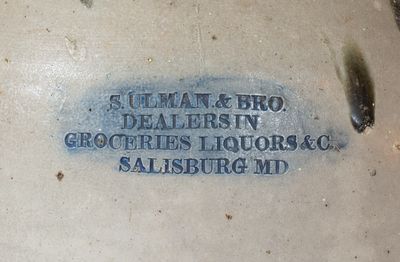 S. ULMAN & BRO.
DEALERS IN
GROCERIES LIQUORS & C.
SALISBURG MD